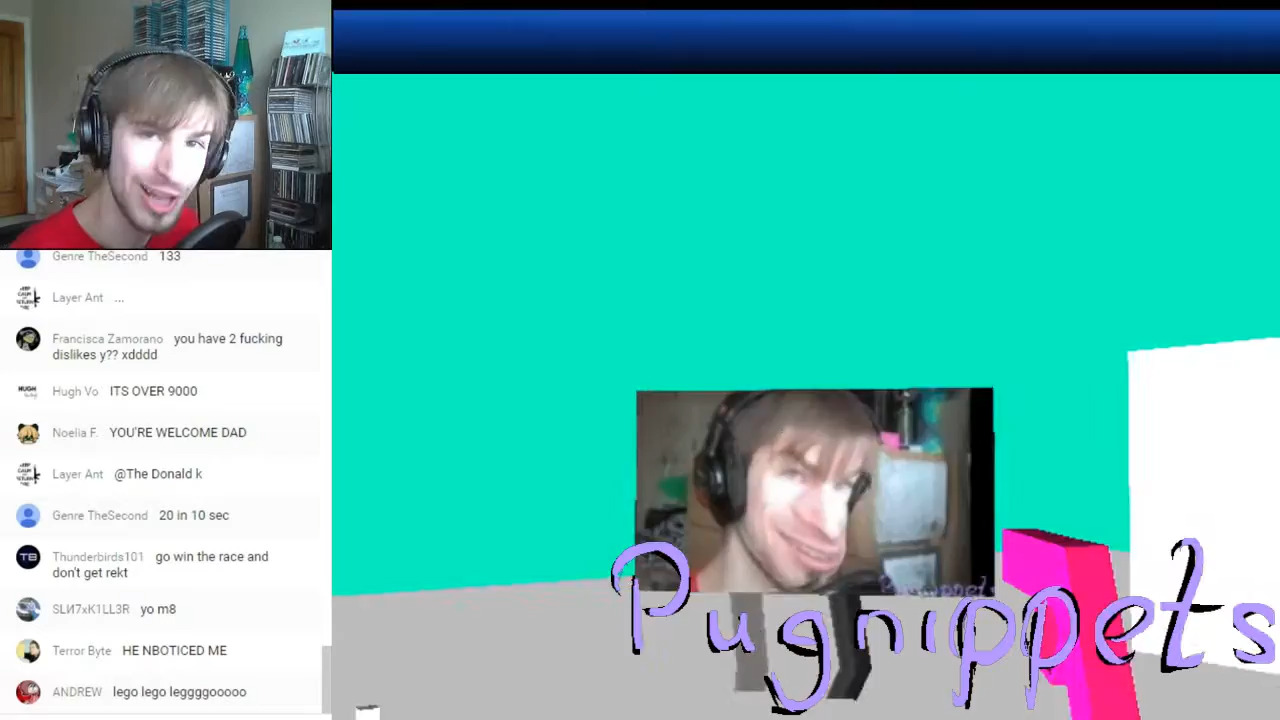 Genre TheSecond 133
Layer Ant ...
Francisca Zamorano you have 2 fucking
dislikes y?? xdddd
Hugh Vo ITS OVER 9000
Noelia F. YOU'RE WELCOME DAD
Layer Ant @The Donald k
Genre TheSecond 20 in 10 sec
Thunderbirds101 go win the race and
don't get rekt
SLИ7xK1LL3R yo m8
Terror Byte HE NBOTICED ME
ANDREW lego lego leggggooooo
Pugnippets